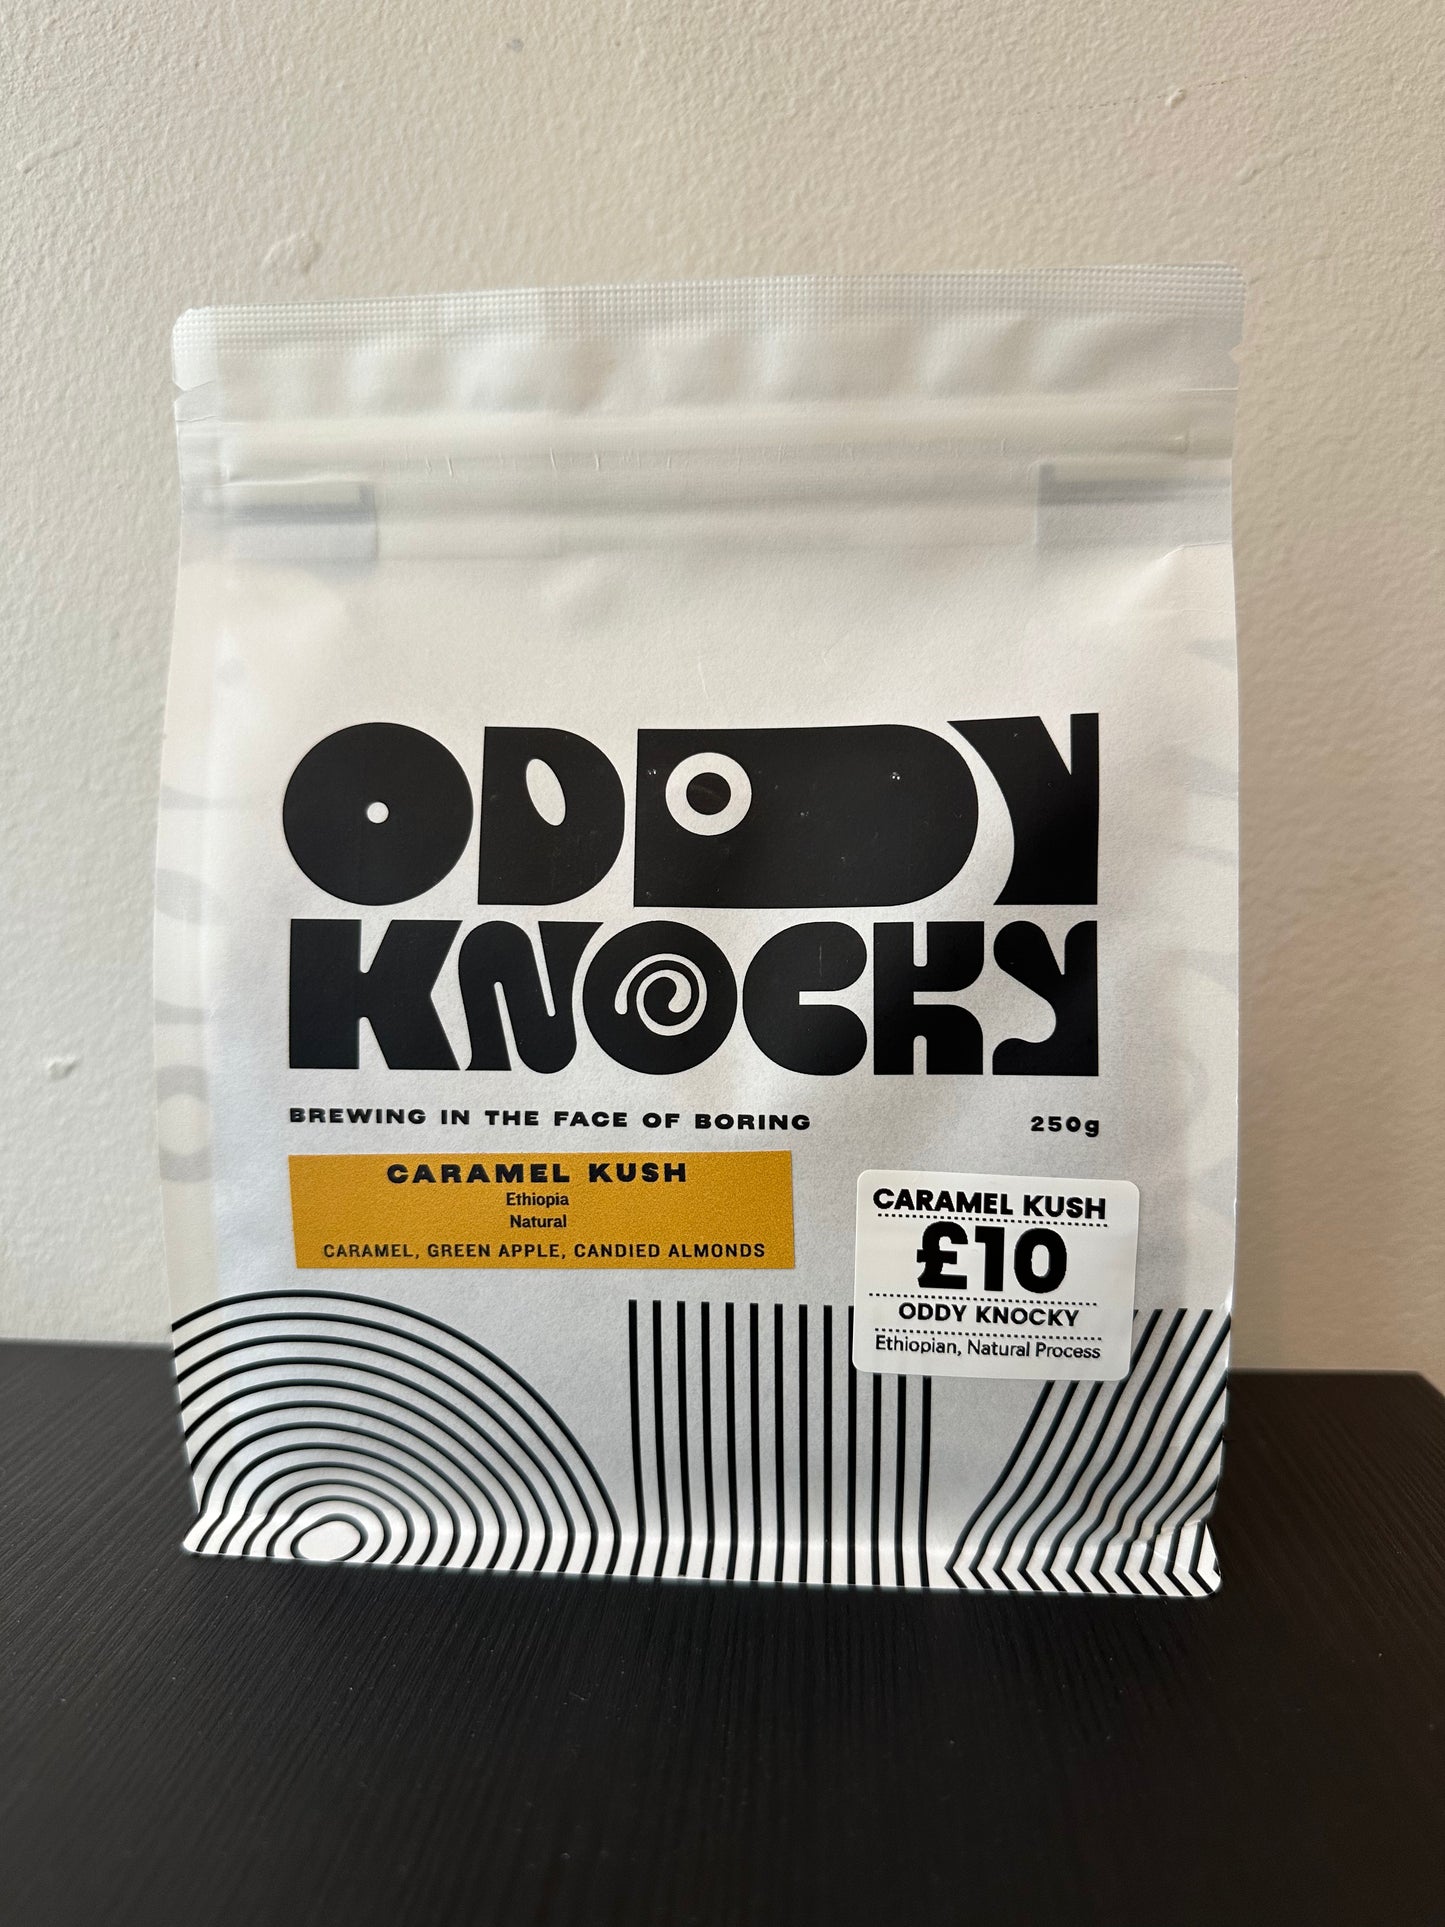 ODDY
KNOCKY
BREWING IN THE FACE OF BORING
250g
CARAMEL KUSH
Ethiopia
Natural
CARAMEL, GREEN APPLE, CANDIED ALMONDS
CARAMEL KUSH
£10
ODDY KNOCKY
Ethiopian, Natural Process